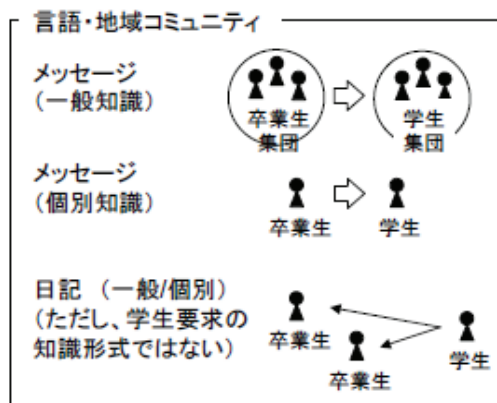 言語・地域コミュニティ
メッセージ
(一般知識)
卒業生
集団
学生
集団
メッセージ
(個別知識)
卒業生
学生
日記 (一般/個別)
(ただし、学生要求の
知識形式ではない)
卒業生
卒業生
学生